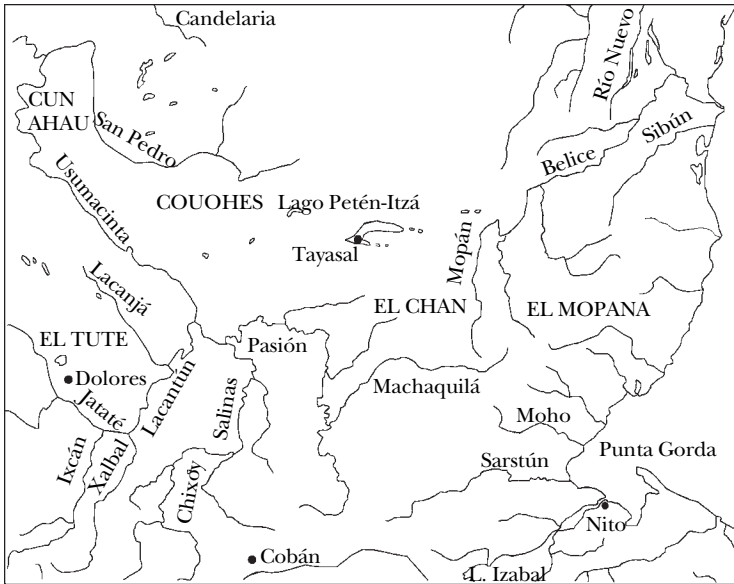 Candelaria
Río Nuevo
CUN
AHAU
San Pedro
Sibún
Belice
Usumacinta
COUOHES
Lago Petén-Itzá
Tayasal
Mopán
Lacanjá
EL CHAN
EL MOPANA
EL TUTE
Pasión
Dolores
Machaquilá
Jataté
Lacantún
Salinas
Moho
Ixcán
Xalbal
Chixóy
Sarstún
Punta Gorda
Nito
Cobán
L. Izabal